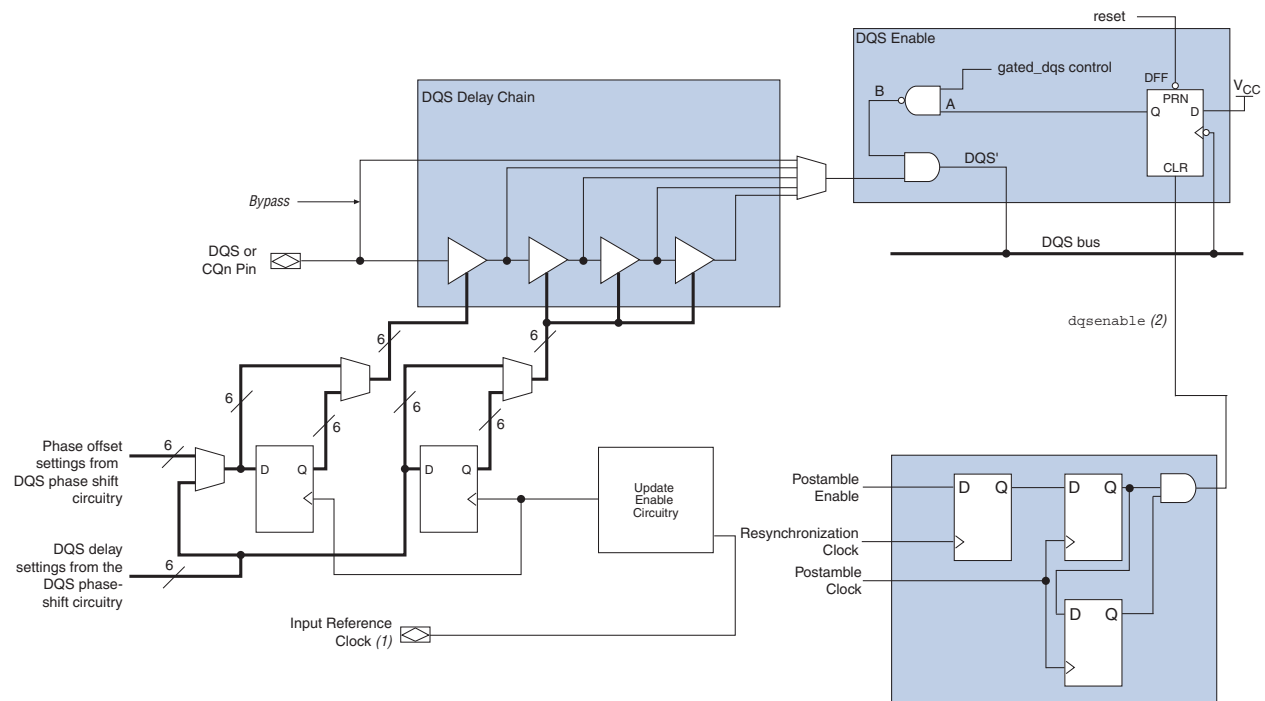 reset
DQS Enable
gated_dqs control
DFF
VCC
B
PRN
A
Q
D
DQS Delay Chain
CLR
DQS'
Bypass
DQS bus
DQS or
CQn Pin
dqsenable (2)
6
6
6
6
6
6
Phase offset
settings from
DQS phase shift
circuitry
6
D
Q
D
Q
Update
Enable
Circuitry
Postamble
Enable
D
Q
D
Q
Resynchronization
Clock
DQS delay
settings from the
DQS phase-
shift circuitry
6
Postamble
Clock
D
Q
Input Reference
Clock (1)